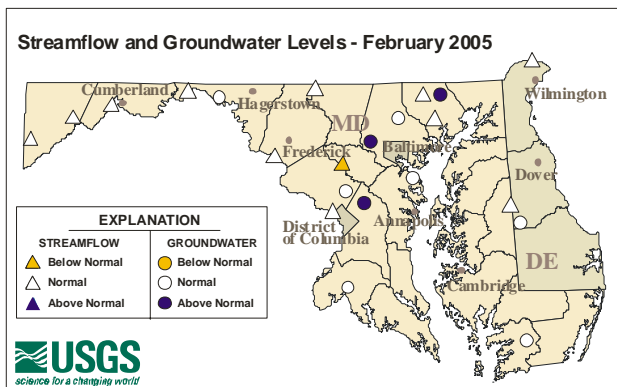 Streamflow and Groundwater Levels - February 2005
Cumberland
Hagerstown
Wilmington
MD
Frederick
Baltimore
Dover
District
of Columbia
Annapolis
DE
Cambridge
EXPLANATION
STREAMFLOW GROUNDWATER
Below Normal Below Normal
Normal Normal
Above Normal Above Normal
USGS
science for a changing world